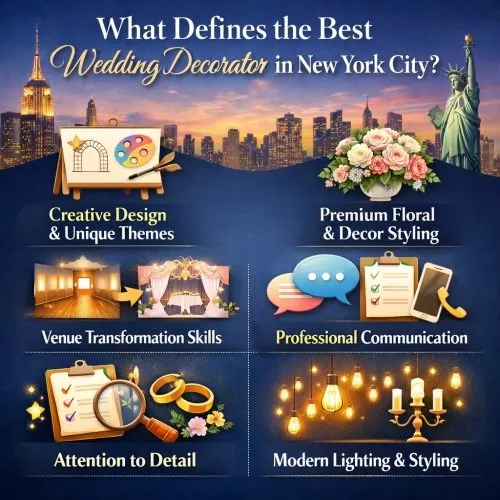 What Defines the Best
Wedding Decorator in New York City?
Creative Design
& Unique Themes
Premium Floral
& Decor Styling
Venue Transformation Skills
Professional Communication
Attention to Detail
Modern Lighting & Styling